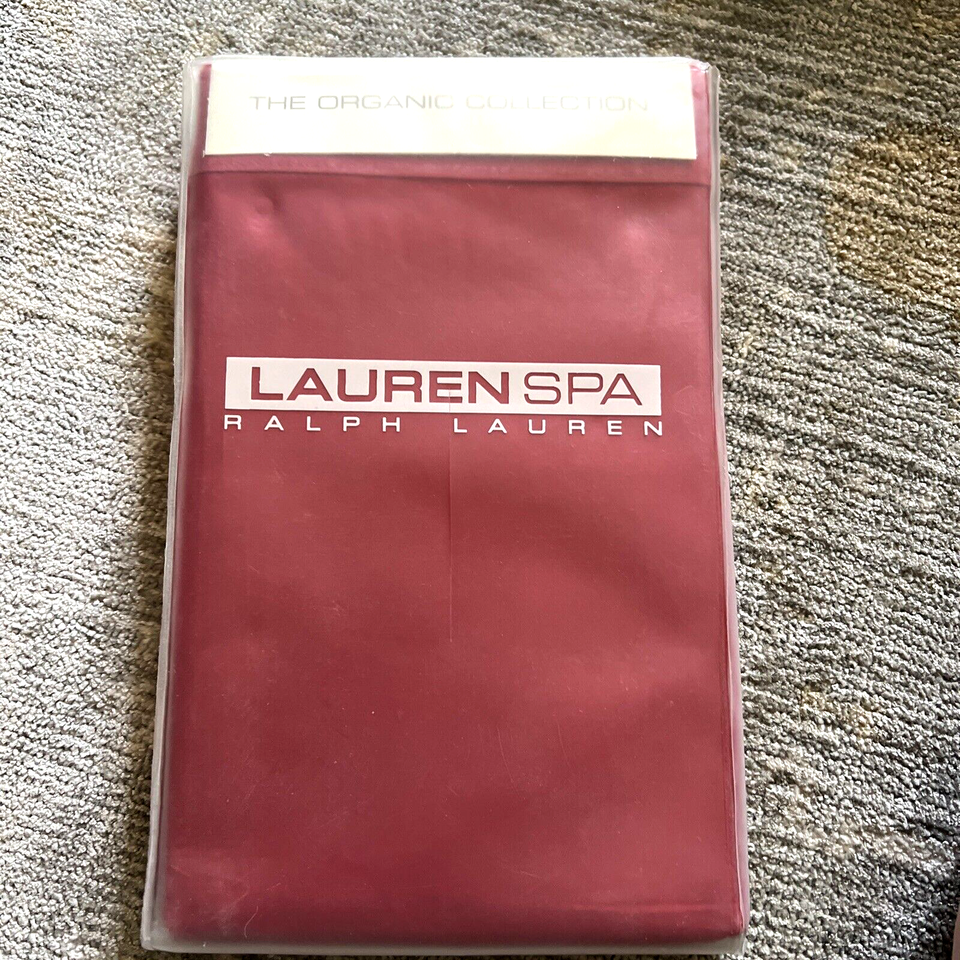 THE ORGANIC COLLECTION
LAUREN SPA
RALPH LAUREN